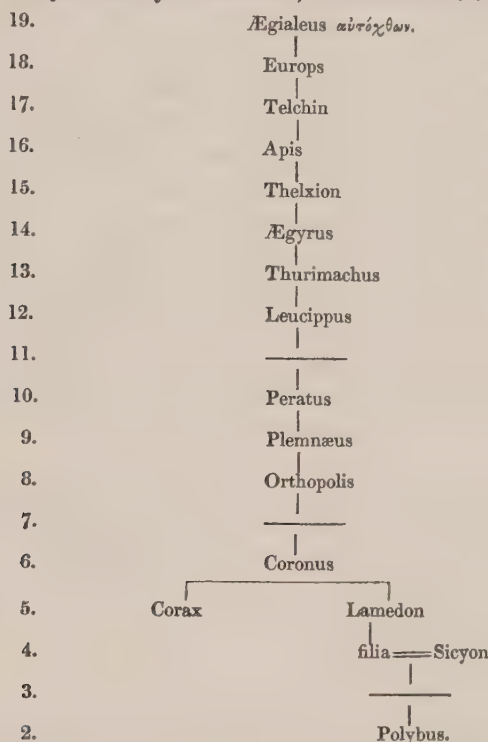 19. Ægialeus αὐτόχθων.
18. Europs
17. Telchin
16. Apis
15. Thelxion
14. Ægyrus
13. Thurimachus
12. Leucippus
11.
10. Peratus
9. Plemnæus
8. Orthopolis
7.
6. Coronus
5. Corax Lamedon
4. filia Sicyon
3.
2. Polybus.